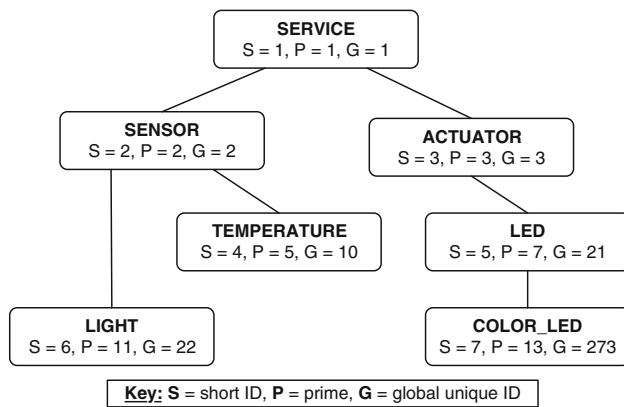 SERVICE
S = 1, P = 1, G = 1
SENSOR
S = 2, P = 2, G = 2
ACTUATOR
S = 3, P = 3, G = 3
TEMPERATURE
S = 4, P = 5, G = 10
LED
S = 5, P = 7, G = 21
LIGHT
S = 6, P = 11, G = 22
COLOR_LED
S = 7, P = 13, G = 273
Key: S = short ID, P = prime, G = global unique ID